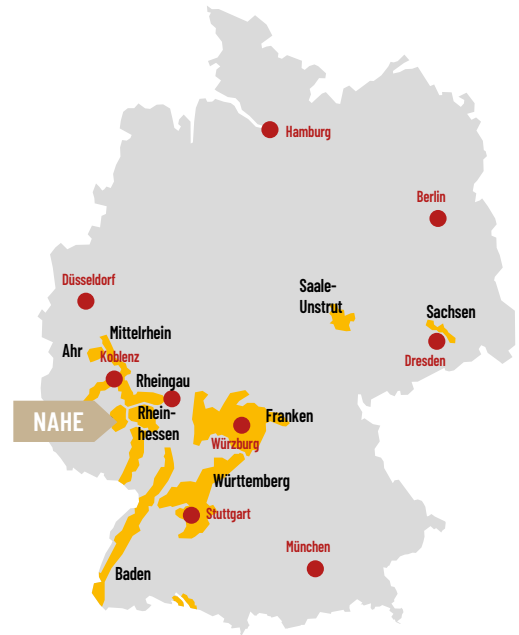 Hamburg
Berlin
Düsseldorf
Saale-
Unstrut
Sachsen
Mittelrhein
Ahr
Koblenz
Dresden
Rheingau
NAHE
Rhein-
hessen
Franken
Würzburg
Württemberg
Stuttgart
München
Baden